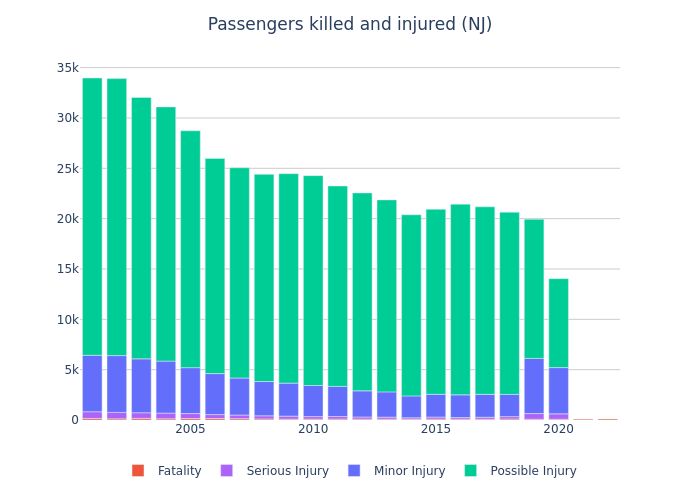 Passengers killed and injured (NJ)
35k
30k
25k
20k
15k
10k
5k
0
2005 2010 2015 2020
Fatality Serious Injury Minor Injury Possible Injury